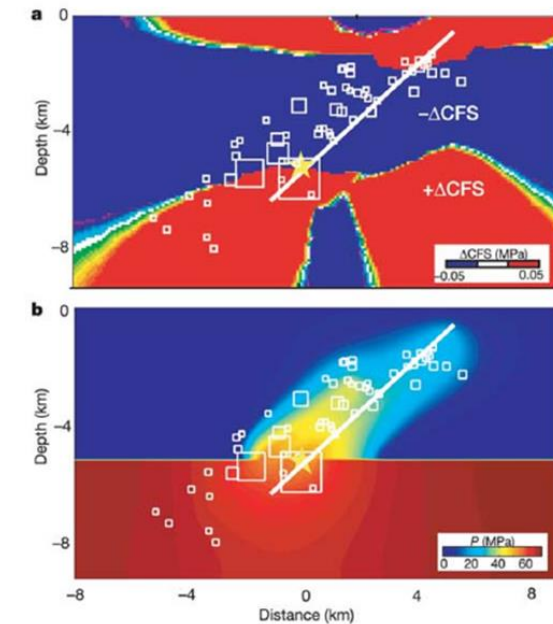 a
0
−4
−8
Depth (km)
−ΔCFS
+ΔCFS
ΔCFS (MPa)
−0.05 0.05
b
0
−4
−8
Depth (km)
P (MPa)
0 20 40 60
−8 −4 0 4 8
Distance (km)